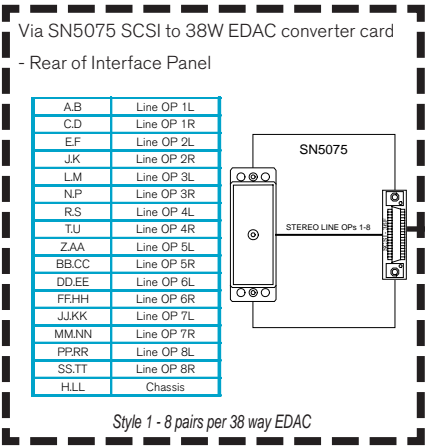 Via SN5075 SCSI to 38W EDAC converter card
- Rear of Interface Panel
A.B Line OP 1L
C.D Line OP 1R
E.F Line OP 2L
J.K Line OP 2R
L.M Line OP 3L
N.P Line OP 3R
R.S Line OP 4L
T.U Line OP 4R
Z.AA Line OP 5L
BB.CC Line OP 5R
DD.EE Line OP 6L
FF.HH Line OP 6R
JJ.KK Line OP 7L
MM.NN Line OP 7R
PP.RR Line OP 8L
SS.TT Line OP 8R
H.LL Chassis
SN5075
STEREO LINE OPs 1-8
Style 1 - 8 pairs per 38 way EDAC